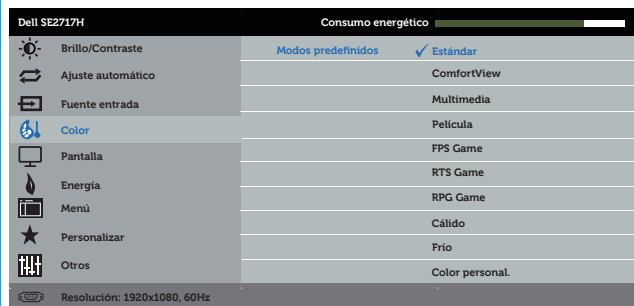 Dell SE2717H Consumo energético
Brillo/Contraste Modos predefinidos Estándar
Ajuste automático ComfortView
Fuente entrada Multimedia
Color Película
Pantalla FPS Game
Energía RTS Game
Menú RPG Game
Personalizar Cálido
Otros Frío
Color personal.
Resolución: 1920x1080, 60Hz